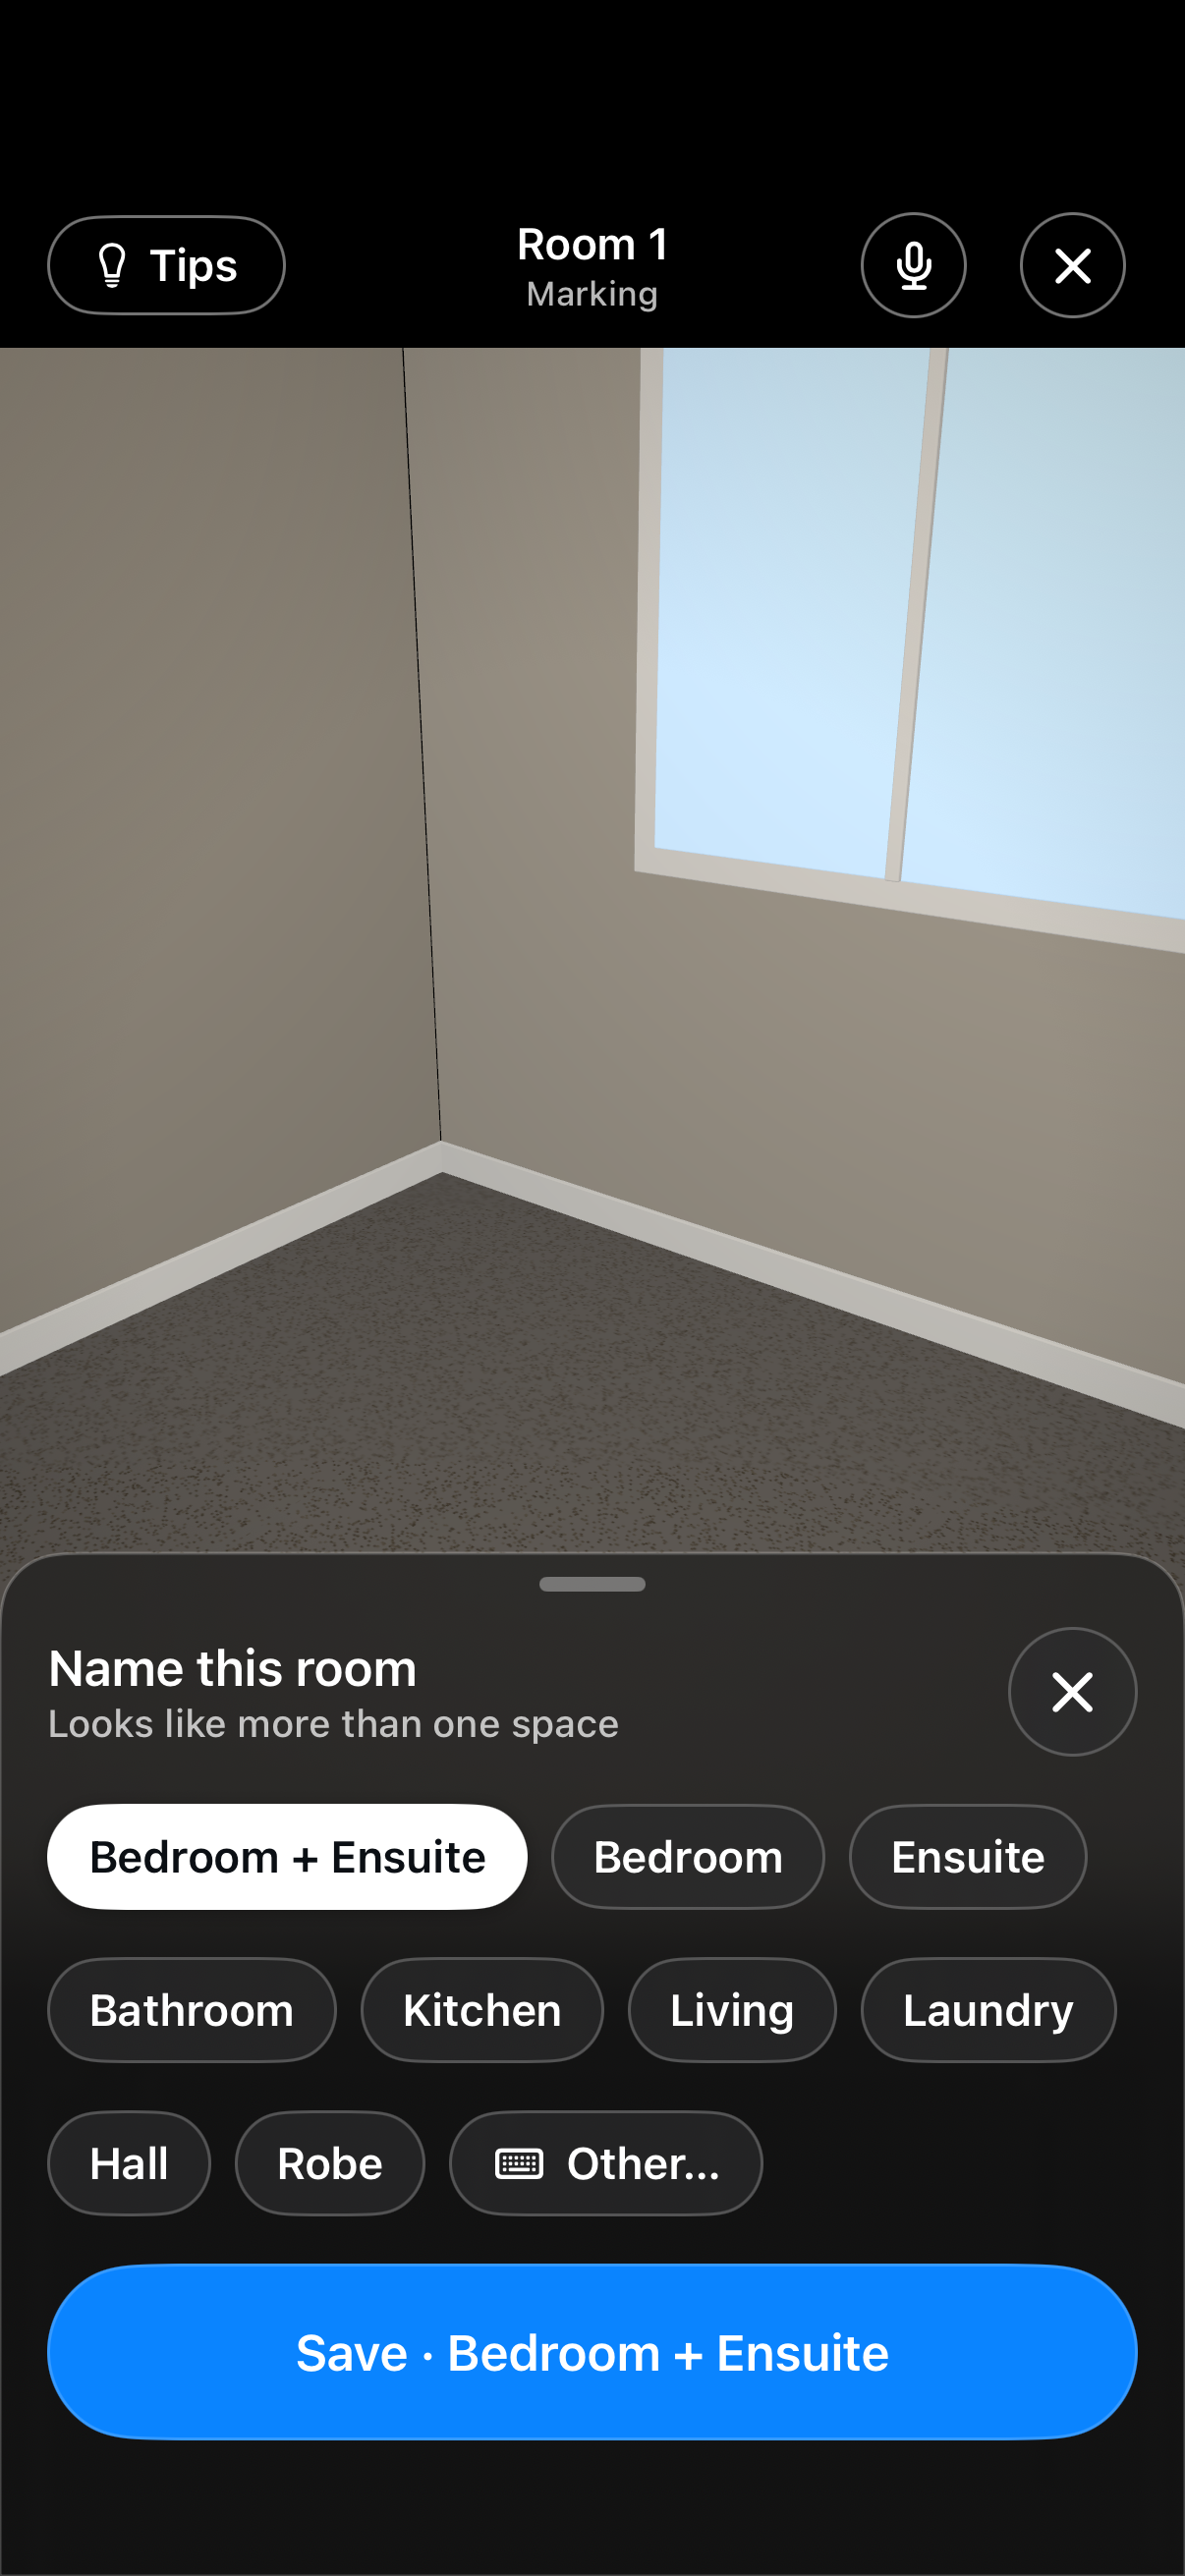 Tips
Room 1
Marking
Name this room
Looks like more than one space
Bedroom + Ensuite
Bedroom
Ensuite
Bathroom
Kitchen
Living
Laundry
Hall
Robe
Other...
Save · Bedroom + Ensuite